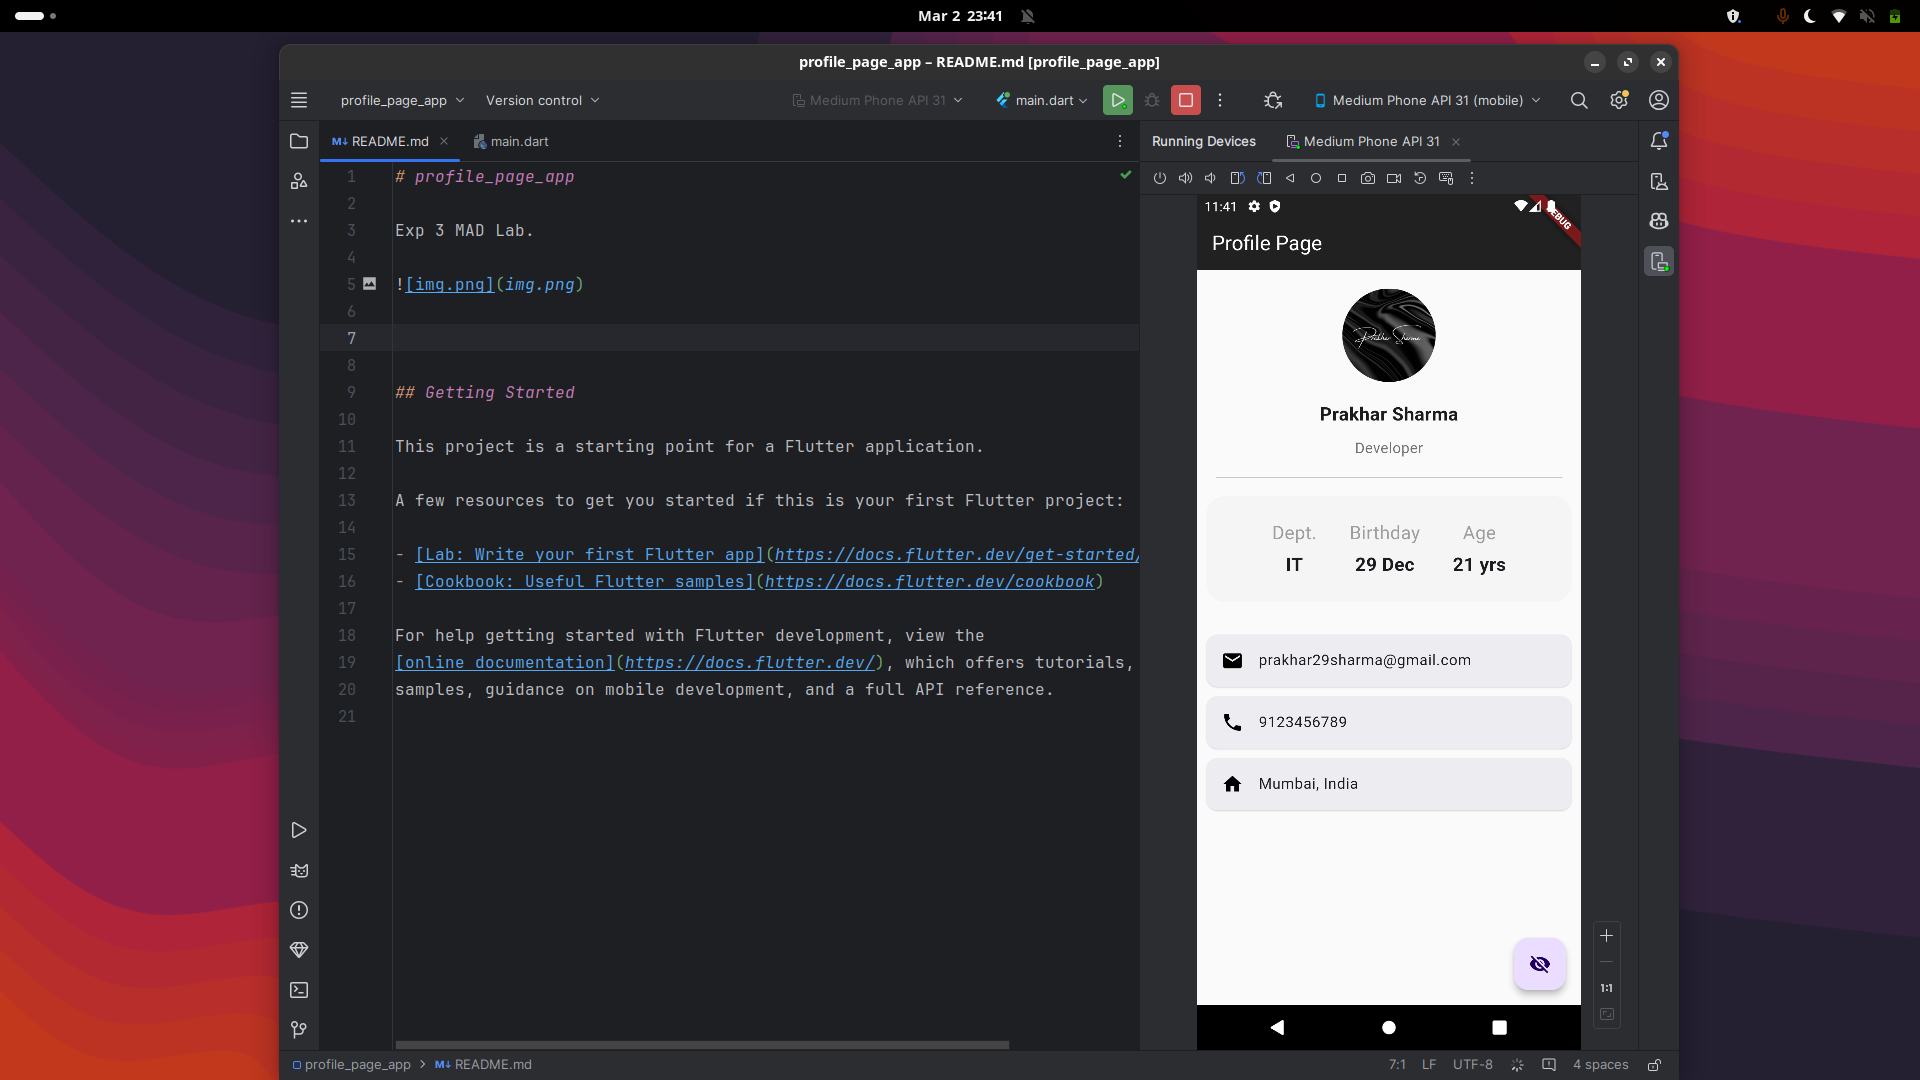 Mar 2 23:41
profile_page_app – README.md [profile_page_app]
profile_page_app
Version control
Medium Phone API 31
main.dart
Medium Phone API 31 (mobile)
README.md
main.dart
Running Devices
Medium Phone API 31
1 # profile_page_app
2
3 Exp 3 MAD Lab.
4
5 ![img.png](img.png)
6
7
8
9 ## Getting Started
10
11 This project is a starting point for a Flutter application.
12
13 A few resources to get you started if this is your first Flutter project:
14
15 - [Lab: Write your first Flutter app](https://docs.flutter.dev/get-started/
16 - [Cookbook: Useful Flutter samples](https://docs.flutter.dev/cookbook)
17
18 For help getting started with Flutter development, view the
19 [online documentation](https://docs.flutter.dev/), which offers tutorials,
20 samples, guidance on mobile development, and a full API reference.
21
11:41
DEBUG
Profile Page
Prakhar Sharma
Prakhar Sharma
Developer
Dept. Birthday Age
IT 29 Dec 21 yrs
prakhar29sharma@gmail.com
9123456789
Mumbai, India
1:1
profile_page_app
M↓ README.md
7:1 LF UTF-8 4 spaces